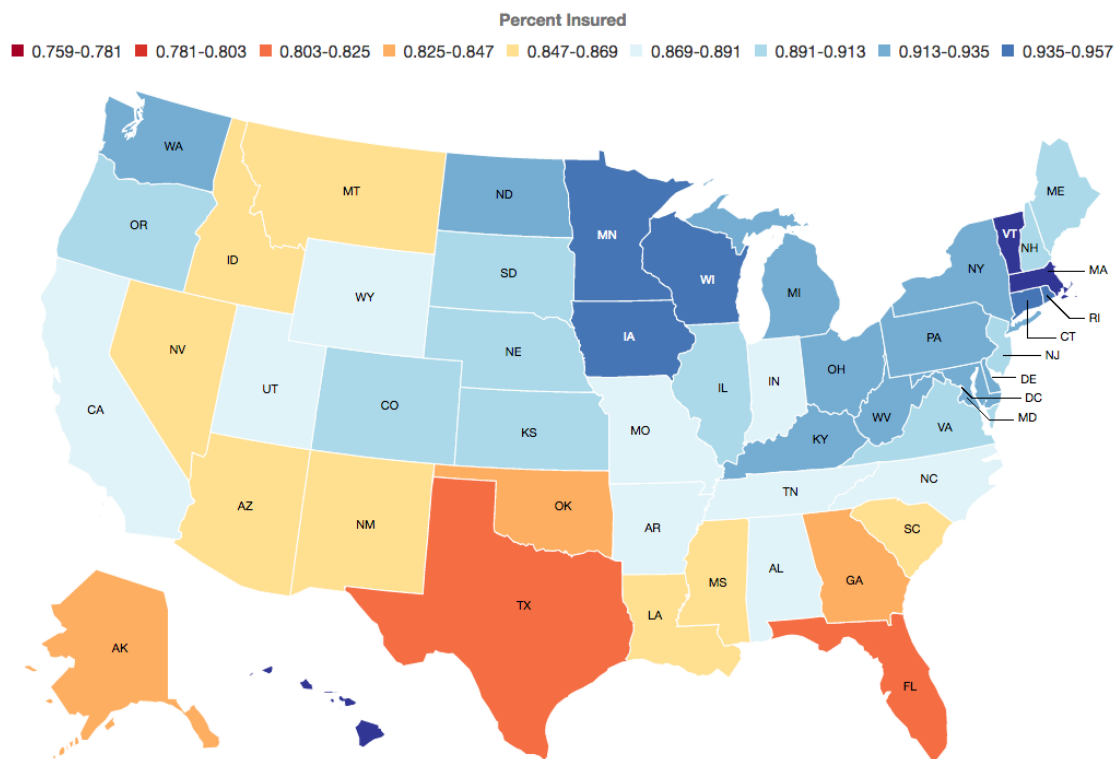 Percent Insured
0.759-0.781 0.781-0.803 0.803-0.825 0.825-0.847 0.847-0.869 0.869-0.891 0.891-0.913 0.913-0.935 0.935-0.957
WA
MT
ND
MN
ME
OR
ID
SD
WI
VT
NH
NY
MA
WY
MI
RI
IA
PA
CT
NV
NE
NJ
UT
IL
IN
OH
DE
CA
CO
DC
KS
MO
WV
MD
KY
VA
TN
NC
AZ
NM
OK
AR
SC
MS
AL
GA
TX
LA
AK
FL